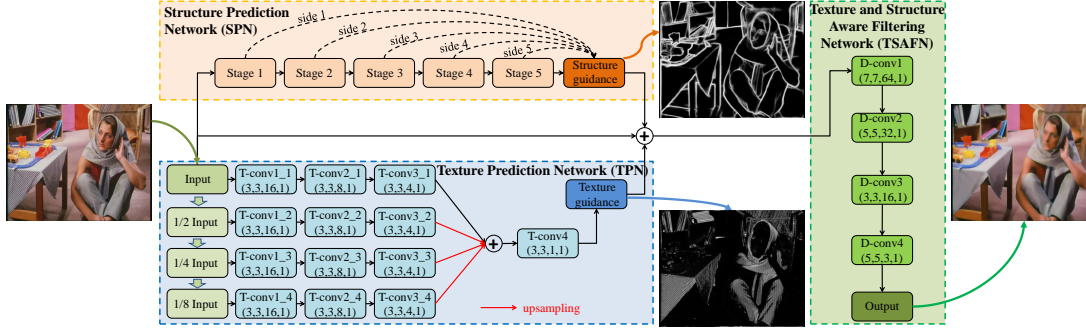 Structure Prediction
Network (SPN)
side 1
side 2
side 3
side 4
side 5
Stage 1
Stage 2
Stage 3
Stage 4
Stage 5
Structure
guidance
Texture Prediction Network (TPN)
Input
T-conv1_1
(3,3,16,1)
T-conv2_1
(3,3,8,1)
T-conv3_1
(3,3,4,1)
1/2 Input
T-conv1_2
(3,3,16,1)
T-conv2_2
(3,3,8,1)
T-conv3_2
(3,3,4,1)
1/4 Input
T-conv1_3
(3,3,16,1)
T-conv2_3
(3,3,8,1)
T-conv3_3
(3,3,4,1)
1/8 Input
T-conv1_4
(3,3,16,1)
T-conv2_4
(3,3,8,1)
T-conv3_4
(3,3,4,1)
+
T-conv4
(3,3,1,1)
Texture
guidance
upsampling
+
Texture and Structure
Aware Filtering
Network (TSAFN)
D-conv1
(7,7,64,1)
D-conv2
(5,5,32,1)
D-conv3
(3,3,16,1)
D-conv4
(5,5,3,1)
Output